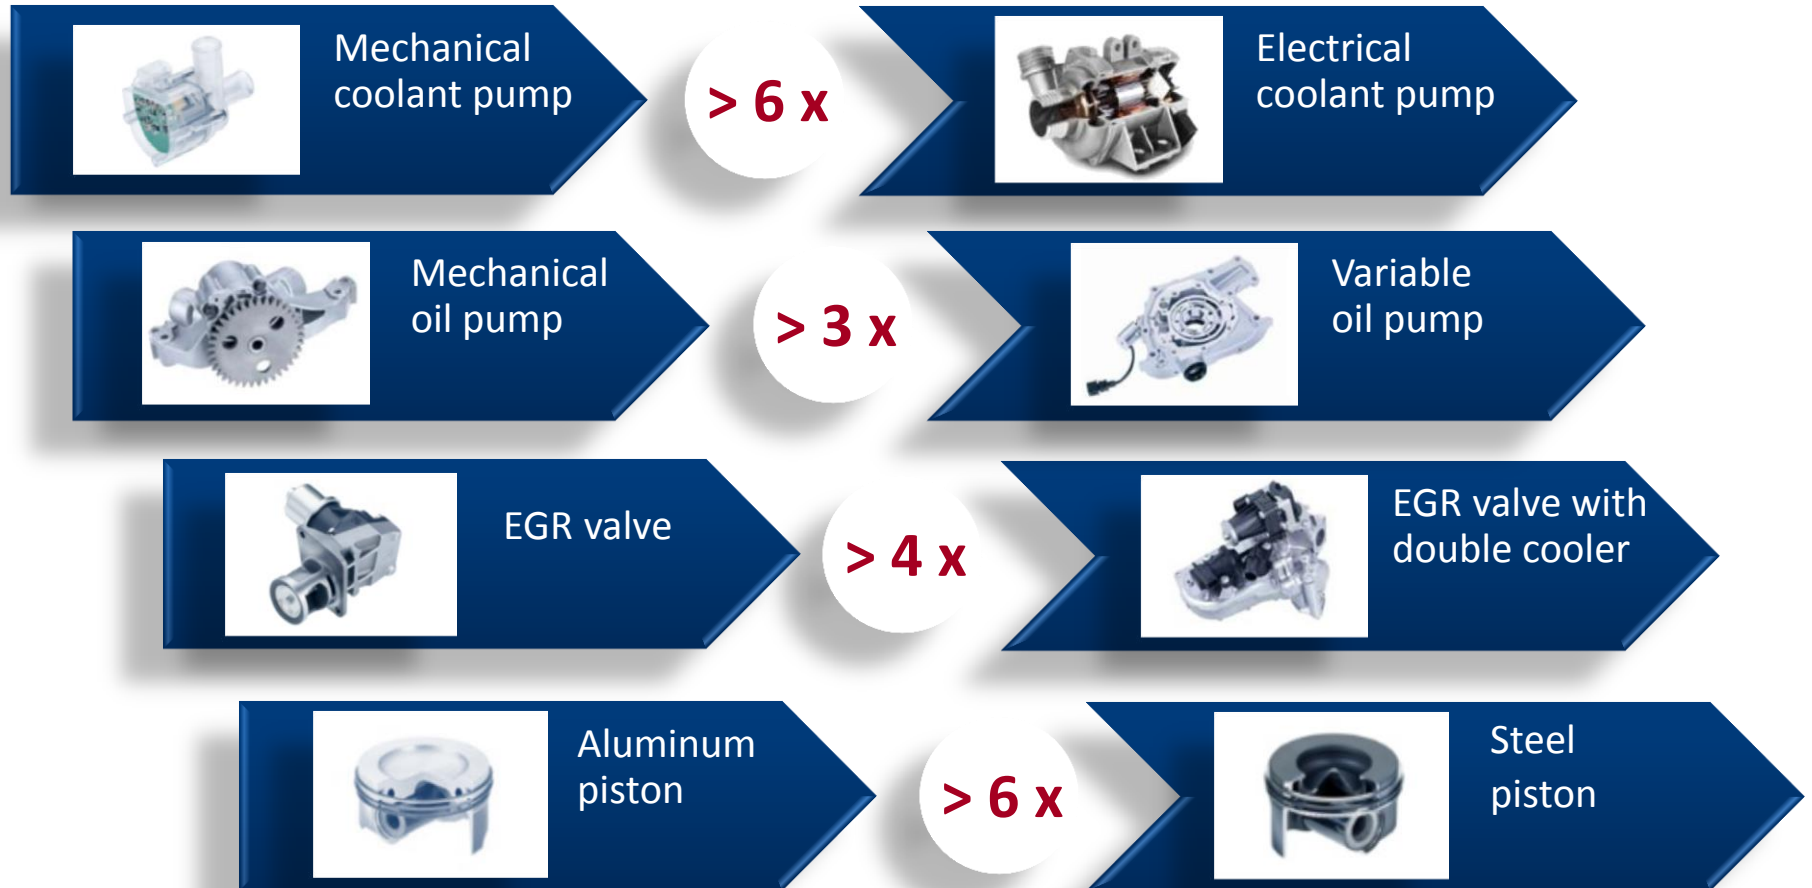 Mechanical
coolant pump
> 6 x
Electrical
coolant pump
Mechanical
oil pump
> 3 x
Variable
oil pump
EGR valve
> 4 x
EGR valve with
double cooler
Aluminum
piston
> 6 x
Steel
piston